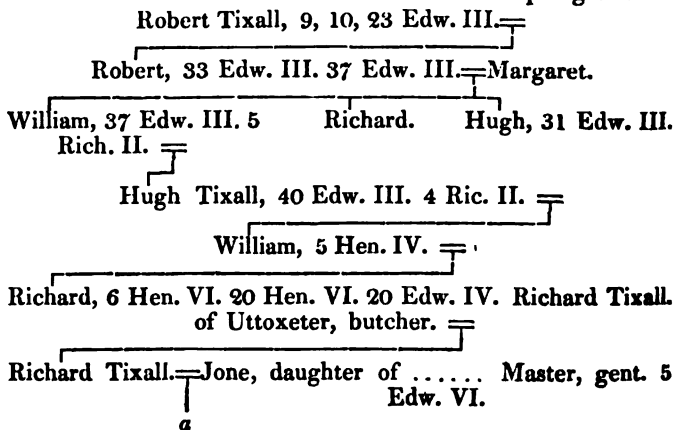 Robert Tixall, 9, 10, 23 Edw. III.
Robert, 33 Edw. III. 37 Edw. III. Margaret.
William, 37 Edw. III. 5 Richard. Hugh, 31 Edw. III.
Rich. II.
Hugh Tixall, 40 Edw. III. 4 Ric. II.
William, 5 Hen. IV.
Richard, 6 Hen. VI. 20 Hen. VI. 20 Edw. IV. Richard Tixall.
of Uttoxeter, butcher.
Richard Tixall. Jone, daughter of ...... Master, gent. 5
Edw. VI.
a